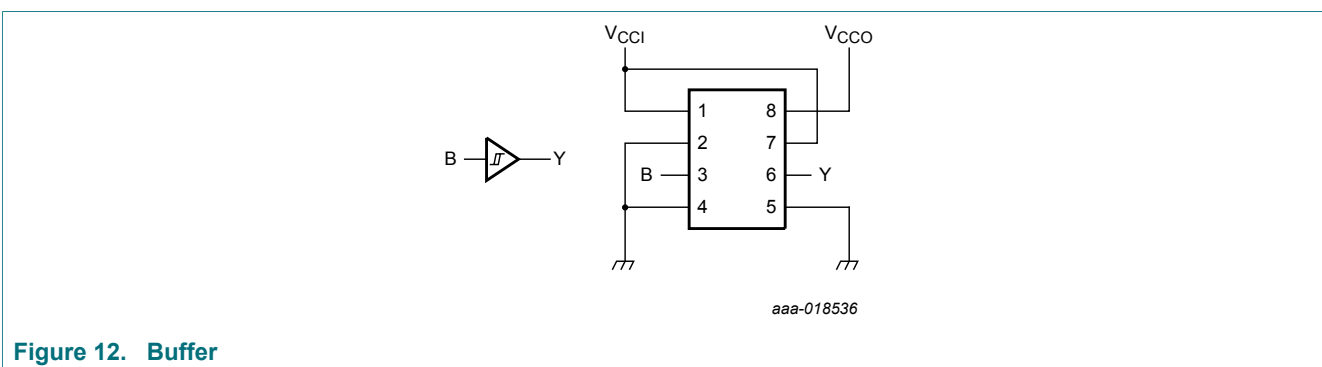 VCCI VCCO
1 8
2 7
B Y B 3 6 Y
4 5
aaa-018536
Figure 12. Buffer